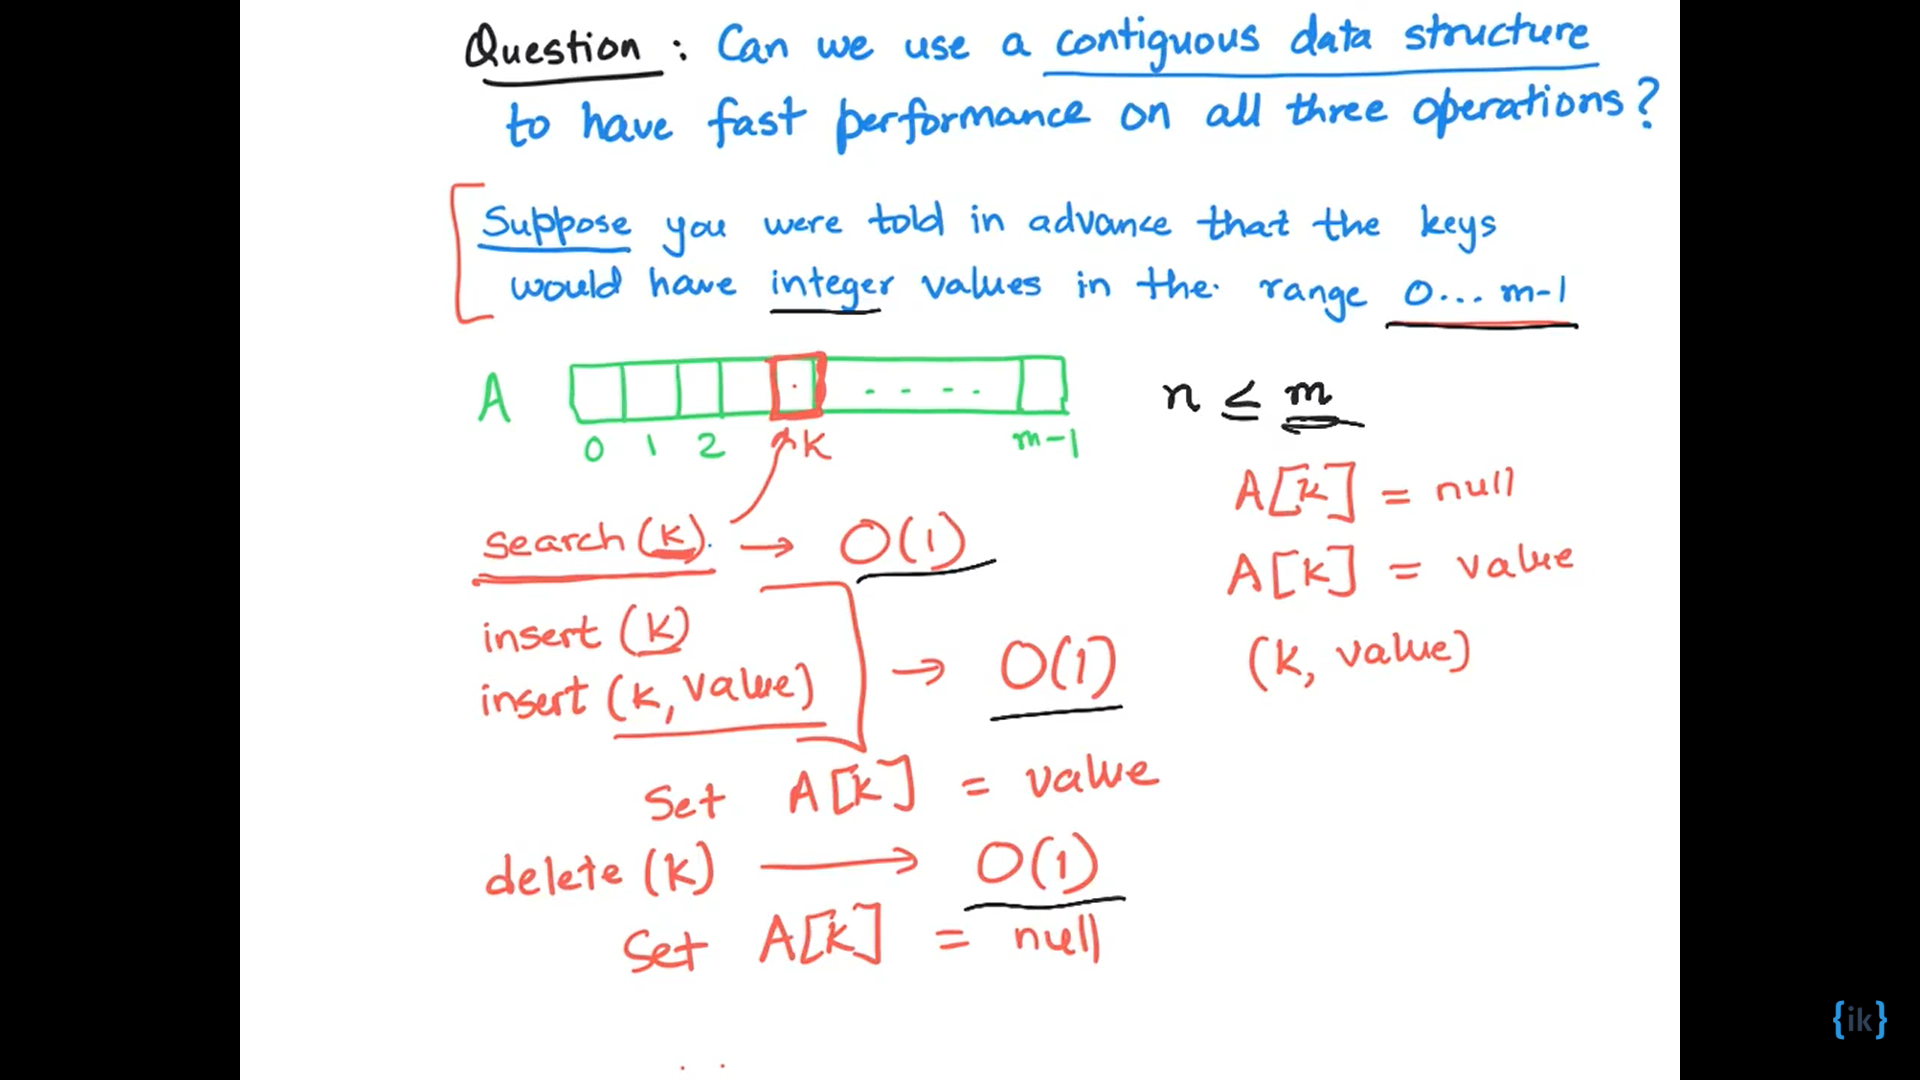 Question : Can we use a contiguous data structure
to have fast performance on all three operations?
Suppose you were told in advance that the keys
would have integer values in the range 0... m-1
A
0 1 2 k m-1
n ≤ m
A[k] = null
A[k] = value
(k, value)
search (k) → O(1)
insert (k)
insert (k, value) → O(1)
Set A[k] = value
delete (k) → O(1)
Set A[k] = null
{ik}